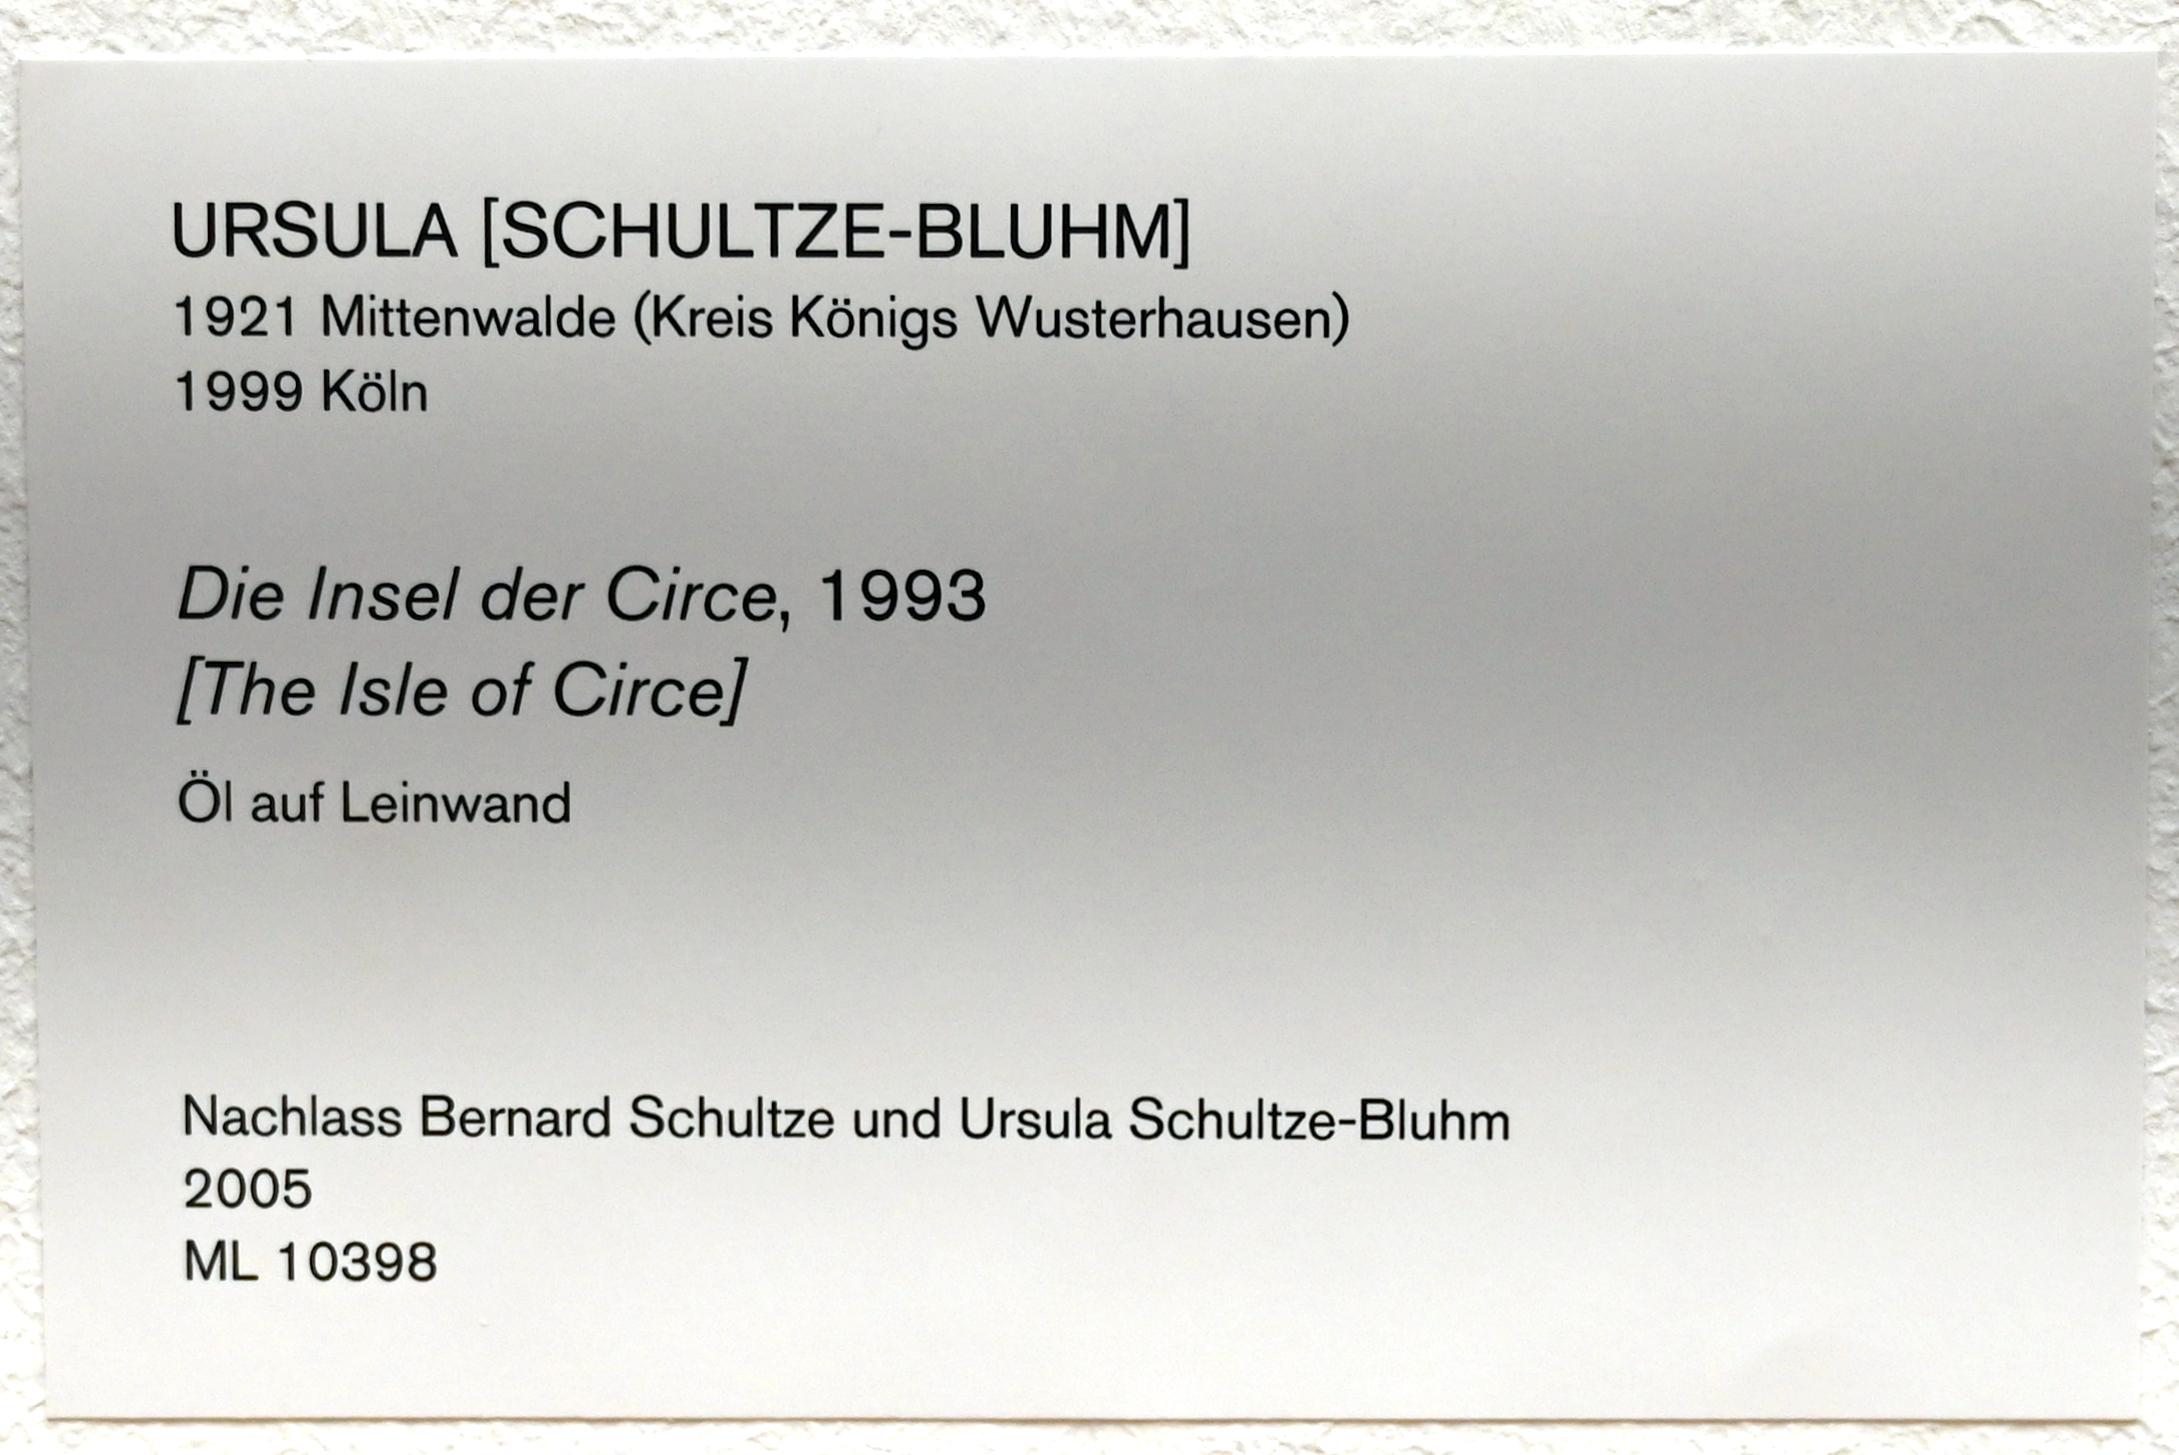 URSULA [SCHULTZE-BLUHM]
1921 Mittenwalde (Kreis Königs Wusterhausen)
1999 Köln
Die Insel der Circe, 1993
[The Isle of Circe]
Öl auf Leinwand
Nachlass Bernard Schultze und Ursula Schultze-Bluhm
2005
ML 10398